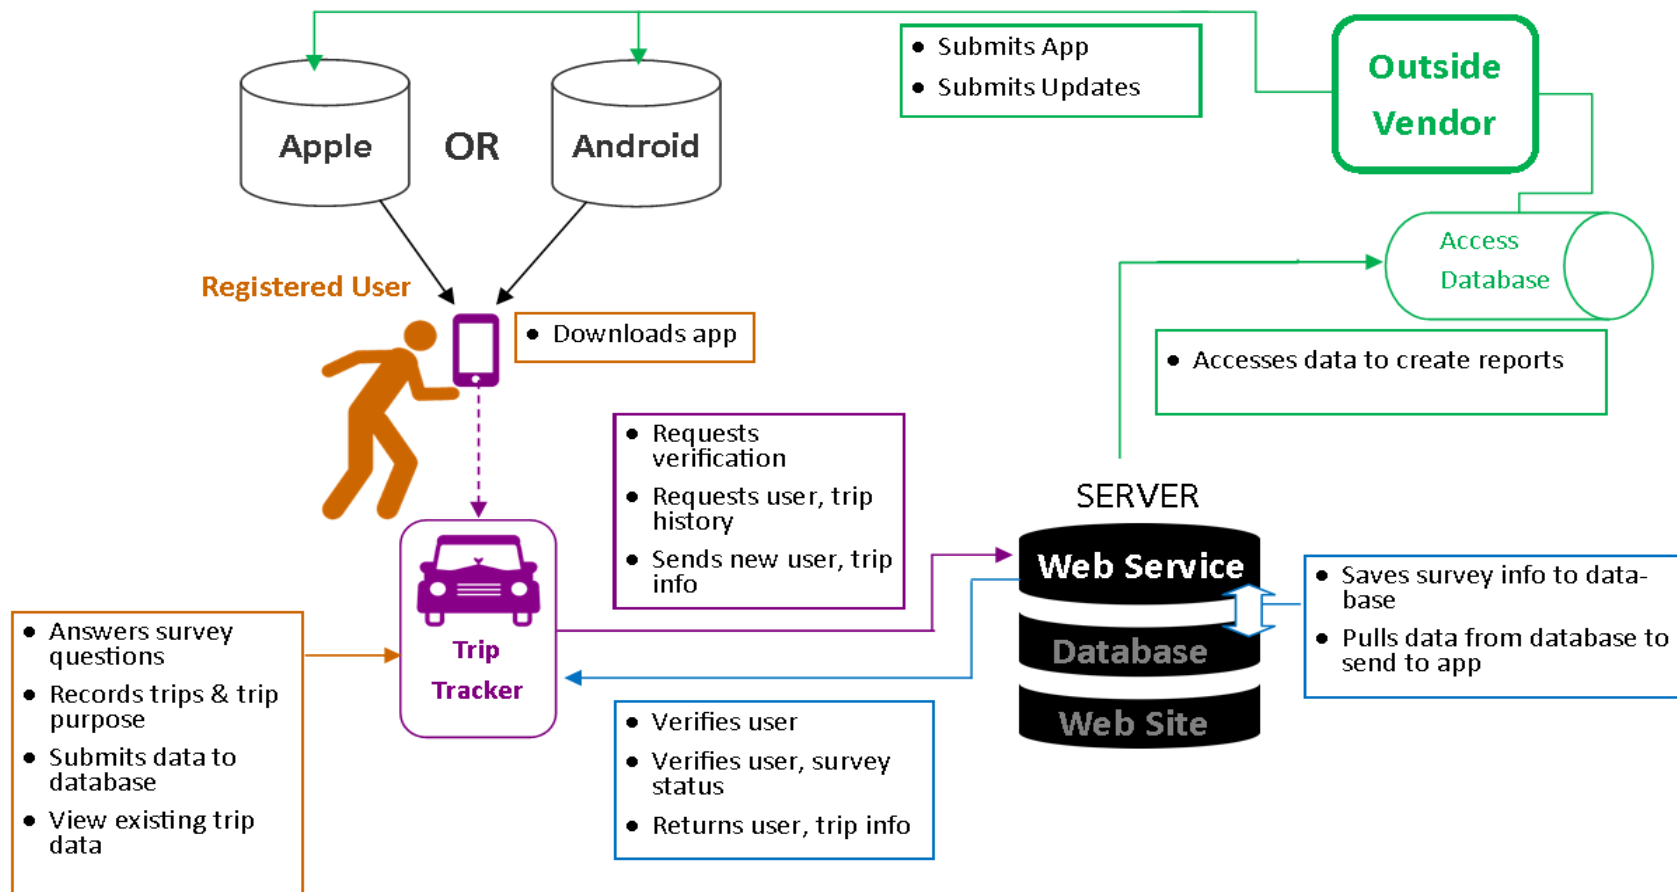 • Submits App
• Submits Updates
Outside
Vendor
Apple
OR
Android
Access
Database
Registered User
• Downloads app
• Accesses data to create reports
• Requests
verification
• Requests user, trip
history
• Sends new user, trip
info
SERVER
Web Service
Database
Web Site
• Saves survey info to data-
base
• Pulls data from database to
send to app
• Answers survey
questions
• Records trips & trip
purpose
• Submits data to
database
• View existing trip
data
Trip
Tracker
• Verifies user
• Verifies user, survey
status
• Returns user, trip info